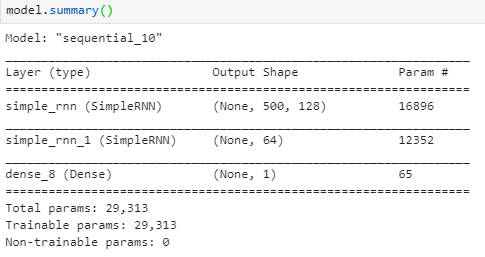 model.summary()
Model: "sequential_10"
_________________________________________________________________
Layer (type)                 Output Shape              Param #
=================================================================
simple_rnn (SimpleRNN)       (None, 500, 128)          16896
_________________________________________________________________
simple_rnn_1 (SimpleRNN)     (None, 64)                12352
_________________________________________________________________
dense_8 (Dense)              (None, 1)                 65
=================================================================
Total params: 29,313
Trainable params: 29,313
Non-trainable params: 0